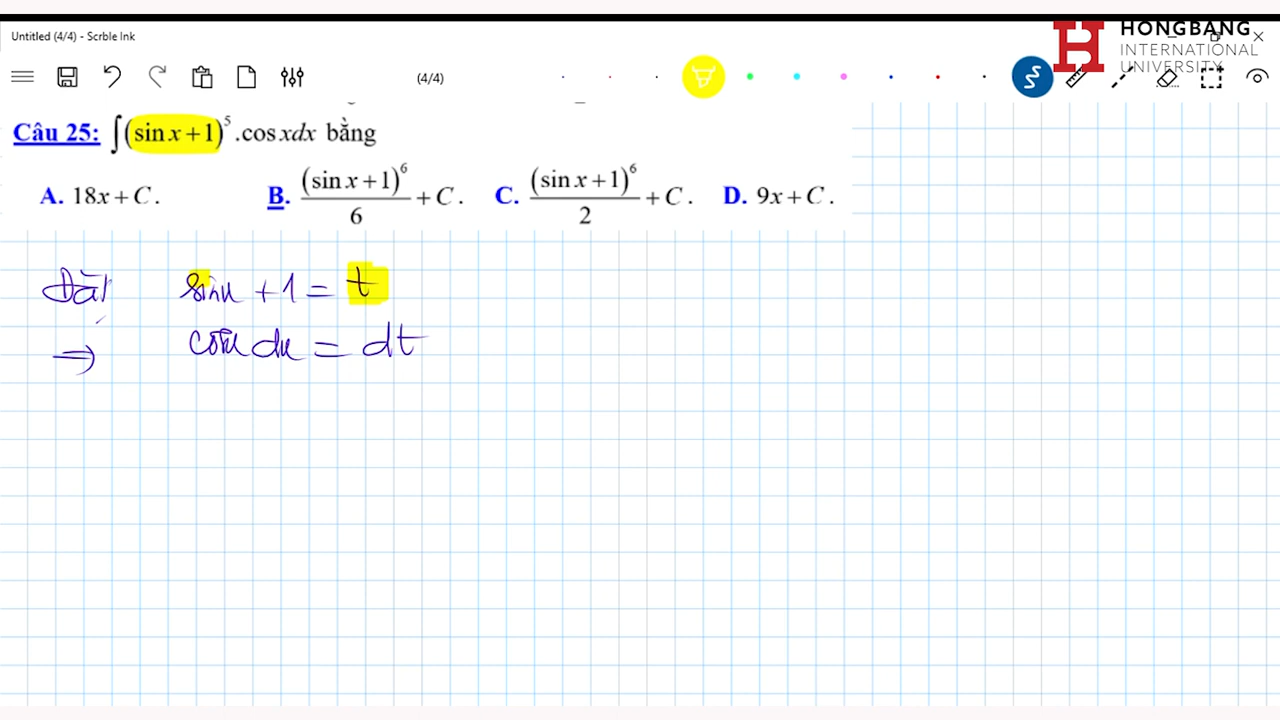 HONGBANG
INTERNATIONAL
UNIVERSITY
Untitled (4/4) - Scrble Ink
(4/4)
Câu 25: ∫(sin x + 1)⁵ .cos xdx bằng
A. 18x + C . B. (sin x + 1)⁶ / 6 + C . C. (sin x + 1)⁶ / 2 + C . D. 9x + C .
Đặt sinx + 1 = t
⇒ cosx dx = dt